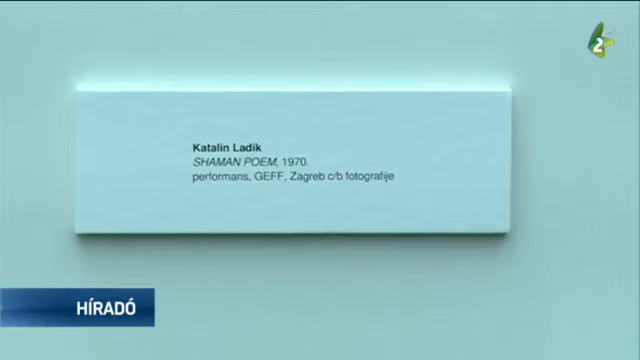 2
Katalin Ladik
SHAMAN POEM, 1970.
performans, GEFF, Zagreb c/b fotografije
HÍRADÓ